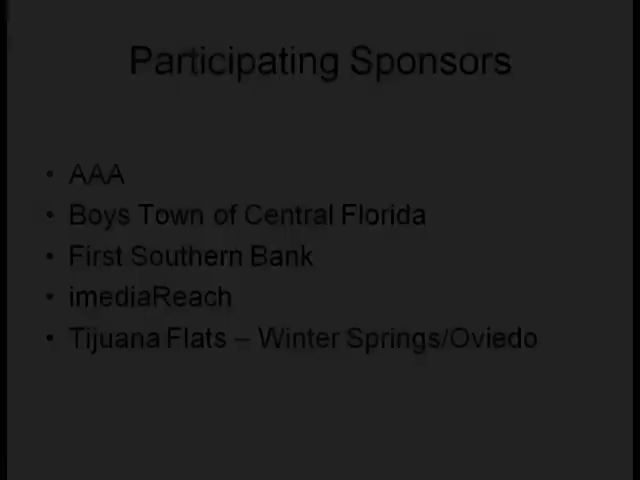 Participating Sponsors
• AAA
• Boys Town of Central Florida
• First Southern Bank
• imediaReach
• Tijuana Flats – Winter Springs/Oviedo